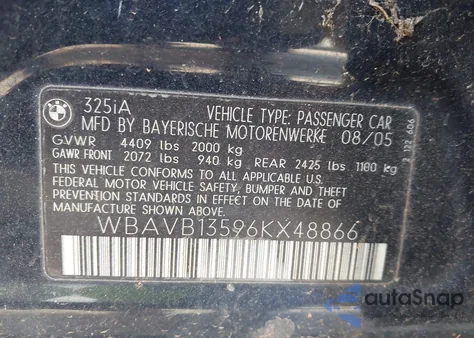 BMW
325iA
VEHICLE TYPE: PASSENGER CAR
MFD BY BAYERISCHE MOTORENWERKE 08/05
GVWR 4409 lbs 2000 kg
GAWR FRONT 2072 lbs 940 kg REAR 2425 lbs 1100 kg
THIS VEHICLE CONFORMS TO ALL APPLICABLE U.S.
FEDERAL MOTOR VEHICLE SAFETY, BUMPER AND THEFT
PREVENTION STANDARDS IN EFFECT ON THE DATE OF
MANUFACTURE SHOWN ABOVE.
WBAVB13596KX48866
autoSnap